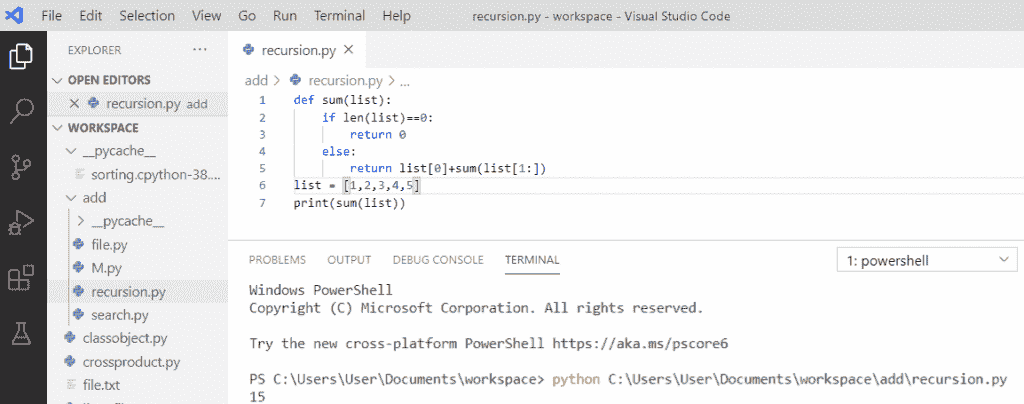 File Edit Selection View Go Run Terminal Help recursion.py - workspace - Visual Studio Code
EXPLORER ...
OPEN EDITORS
recursion.py add
WORKSPACE
__pycache__
sorting.cpython-38....
add
__pycache__
file.py
M.py
recursion.py
search.py
classobject.py
crossproduct.py
file.txt
recursion.py
add > recursion.py > ...
1 def sum(list):
2 if len(list)==0:
3 return 0
4 else:
5 return list[0]+sum(list[1:])
6 list = [1,2,3,4,5]
7 print(sum(list))
PROBLEMS OUTPUT DEBUG CONSOLE TERMINAL 1: powershell
Windows PowerShell
Copyright (C) Microsoft Corporation. All rights reserved.
Try the new cross-platform PowerShell https://aka.ms/pscore6
PS C:\Users\User\Documents\workspace> python C:\Users\User\Documents\workspace\add\recursion.py
15